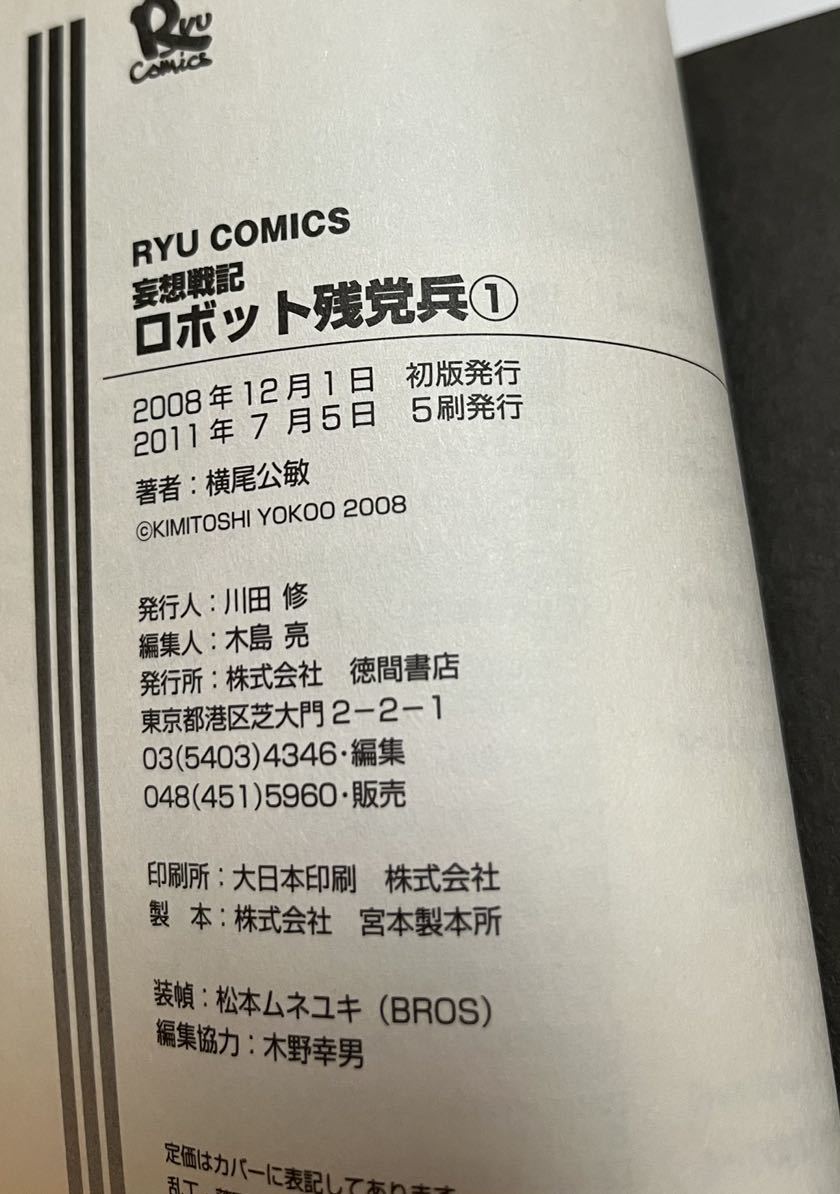 RYU
Comics
RYU COMICS
妄想戦記
ロボット残党兵①
2008年12月1日　初版発行
2011年 7 月5日　5刷発行
著者：横尾公敏
©KIMITOSHI YOKOO 2008
発行人：川田 修
編集人：木島 亮
発行所：株式会社　徳間書店
東京都港区芝大門2－2－1
03(5403)4346・編集
048(451)5960・販売
印刷所：大日本印刷　株式会社
製　本：株式会社　宮本製本所
装幀：松本ムネユキ（BROS）
編集協力：木野幸男
定価はカバーに表記してあります
乱丁